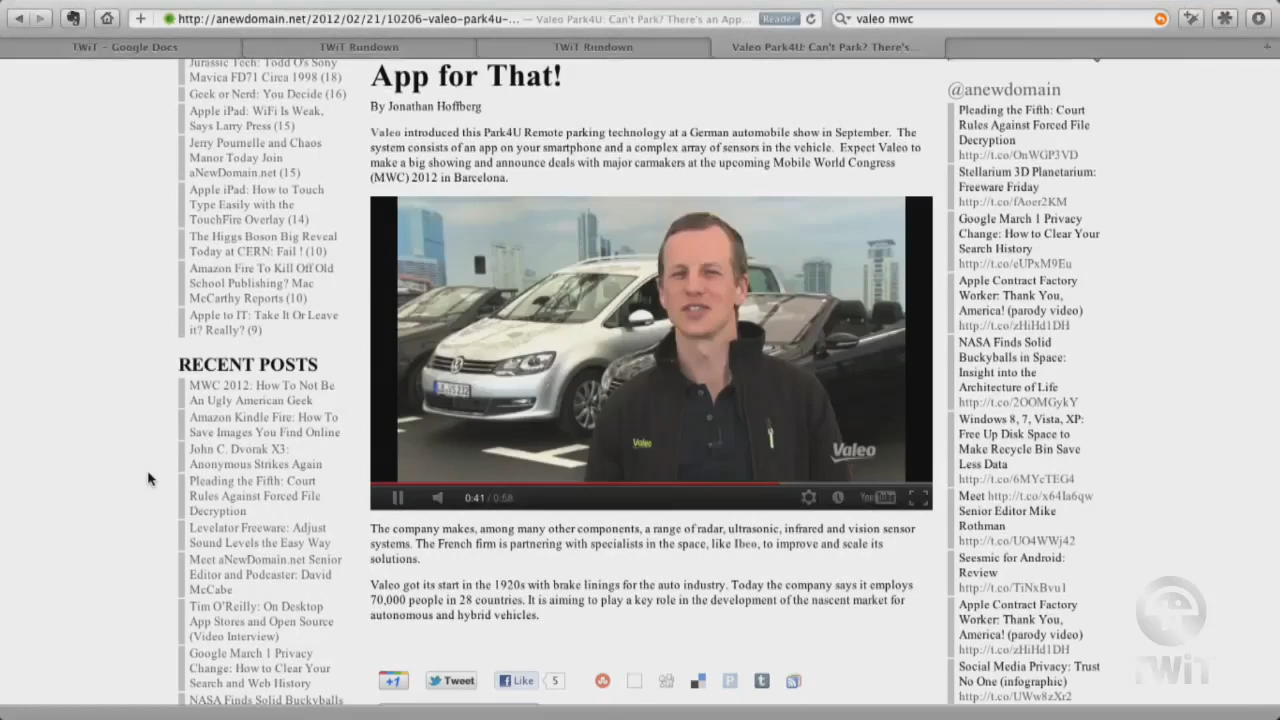 http://anewdomain.net/2012/02/21/10206-valeo-park4u-... — Valeo Park4U: Can't Park? There's an App... Reader
valeo mwc
TWiT - Google Docs
TWiT Rundown
TWiT Rundown
Valeo Park4U: Can't Park? There's...
Jurassic Tech: Todd O's Sony
Mavica FD71 Circa 1998 (18)
Geek or Nerd: You Decide (16)
Apple iPad: WiFi Is Weak,
Says Larry Press (15)
Jerry Pournelle and Chaos
Manor Today Join
aNewDomain.net (15)
Apple iPad: How to Touch
Type Easily with the
TouchFire Overlay (14)
The Higgs Boson Big Reveal
Today at CERN: Fail ! (10)
Amazon Fire To Kill Off Old
School Publishing? Mac
McCarthy Reports (10)
Apple to IT: Take It Or Leave
it? Really? (9)
RECENT POSTS
MWC 2012: How To Not Be
An Ugly American Geek
Amazon Kindle Fire: How To
Save Images You Find Online
John C. Dvorak X3:
Anonymous Strikes Again
Pleading the Fifth: Court
Rules Against Forced File
Decryption
Levelator Freeware: Adjust
Sound Levels the Easy Way
Meet aNewDomain.net Senior
Editor and Podcaster: David
McCabe
Tim O'Reilly: On Desktop
App Stores and Open Source
(Video Interview)
Google March 1 Privacy
Change: How to Clear Your
Search and Web History
NASA Finds Solid Buckyballs
App for That!
By Jonathan Hoffberg
Valeo introduced this Park4U Remote parking technology at a German automobile show in September. The
system consists of an app on your smartphone and a complex array of sensors in the vehicle. Expect Valeo to
make a big showing and announce deals with major carmakers at the upcoming Mobile World Congress
(MWC) 2012 in Barcelona.
Valeo
Valeo
0:41 / 0:58
YouTube
The company makes, among many other components, a range of radar, ultrasonic, infrared and vision sensor
systems. The French firm is partnering with specialists in the space, like Ibeo, to improve and scale its
solutions.
Valeo got its start in the 1920s with brake linings for the auto industry. Today the company says it employs
70,000 people in 28 countries. It is aiming to play a key role in the development of the nascent market for
autonomous and hybrid vehicles.
+1
Tweet
Like
5
@anewdomain
Pleading the Fifth: Court
Rules Against Forced File
Decryption
http://t.co/OnWGP3VD
Stellarium 3D Planetarium:
Freeware Friday
http://t.co/fAoer2KM
Google March 1 Privacy
Change: How to Clear Your
Search History
http://t.co/eUPxM9Eu
Apple Contract Factory
Worker: Thank You,
America! (parody video)
http://t.co/zHiHd1DH
NASA Finds Solid
Buckyballs in Space:
Insight into the
Architecture of Life
http://t.co/2OOMGykY
Windows 8, 7, Vista, XP:
Free Up Disk Space to
Make Recycle Bin Save
Less Data
http://t.co/6MYcTEG4
Meet http://t.co/x64Ia6qw
Senior Editor Mike
Rothman
http://t.co/UO4WWj42
Seesmic for Android:
Review
http://t.co/TiNxBvu1
Apple Contract Factory
Worker: Thank You,
America! (parody video)
http://t.co/zHiHd1DH
Social Media Privacy: Trust
No One (infographic)
http://t.co/UWw8zXr2
TWiT